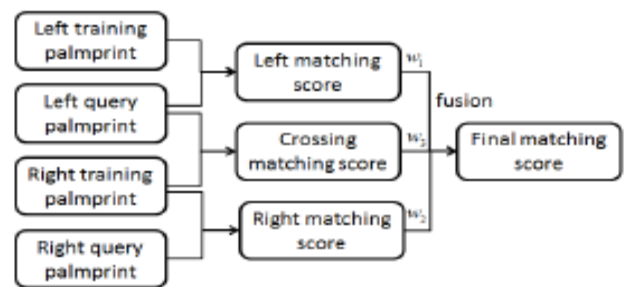 Left training
palmprint
Left query
palmprint
Right training
palmprint
Right query
palmprint
Left matching
score
Crossing
matching score
Right matching
score
w₁
w₃
w₂
fusion
Final matching
score